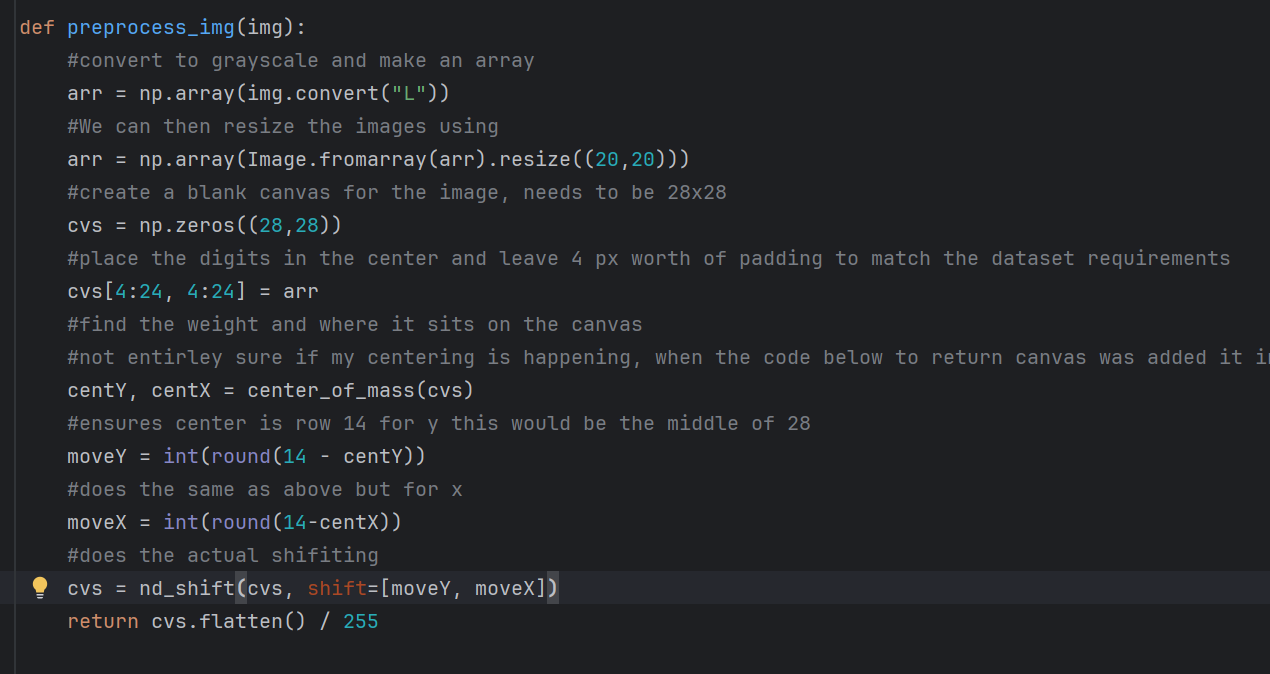 def preprocess_img(img):
    #convert to grayscale and make an array
    arr = np.array(img.convert("L"))
    #We can then resize the images using
    arr = np.array(Image.fromarray(arr).resize((20,20)))
    #create a blank canvas for the image, needs to be 28x28
    cvs = np.zeros((28,28))
    #place the digits in the center and leave 4 px worth of padding to match the dataset requirements
    cvs[4:24, 4:24] = arr
    #find the weight and where it sits on the canvas
    #not entirley sure if my centering is happening, when the code below to return canvas was added it
    centY, centX = center_of_mass(cvs)
    #ensures center is row 14 for y this would be the middle of 28
    moveY = int(round(14 - centY))
    #does the same as above but for x
    moveX = int(round(14-centX))
    #does the actual shifiting
    cvs = nd_shift(cvs, shift=[moveY, moveX])
    return cvs.flatten() / 255